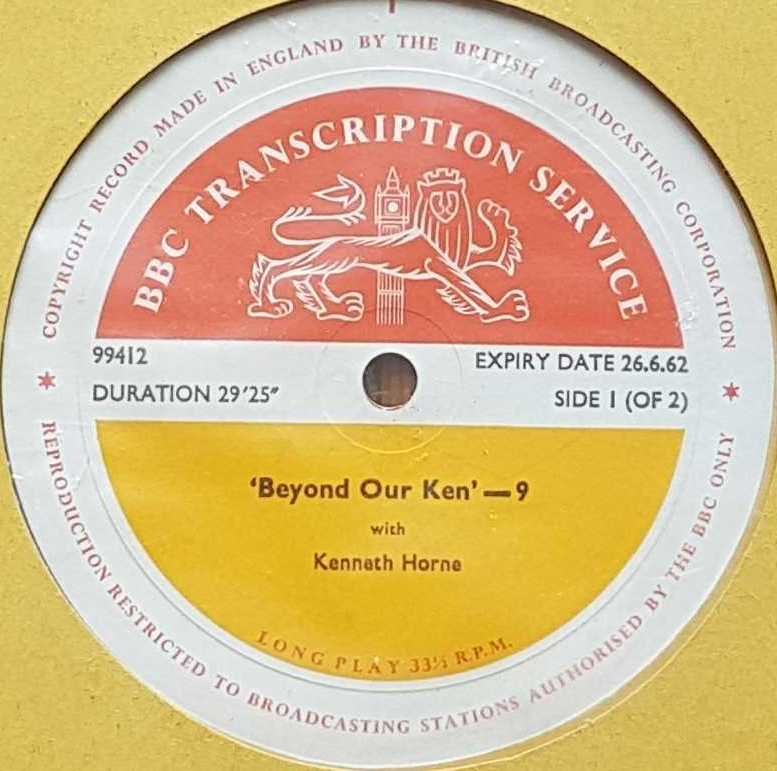 COPYRIGHT RECORD MADE IN ENGLAND BY THE BRITISH BROADCASTING CORPORATION
BBC TRANSCRIPTION SERVICE
99412
EXPIRY DATE 26.6.62
DURATION 29'25"
SIDE 1 (OF 2)
'Beyond Our Ken' — 9
with
Kenneth Horne
LONG PLAY 33⅓ R.P.M.
REPRODUCTION RESTRICTED TO BROADCASTING STATIONS AUTHORISED BY THE BBC ONLY